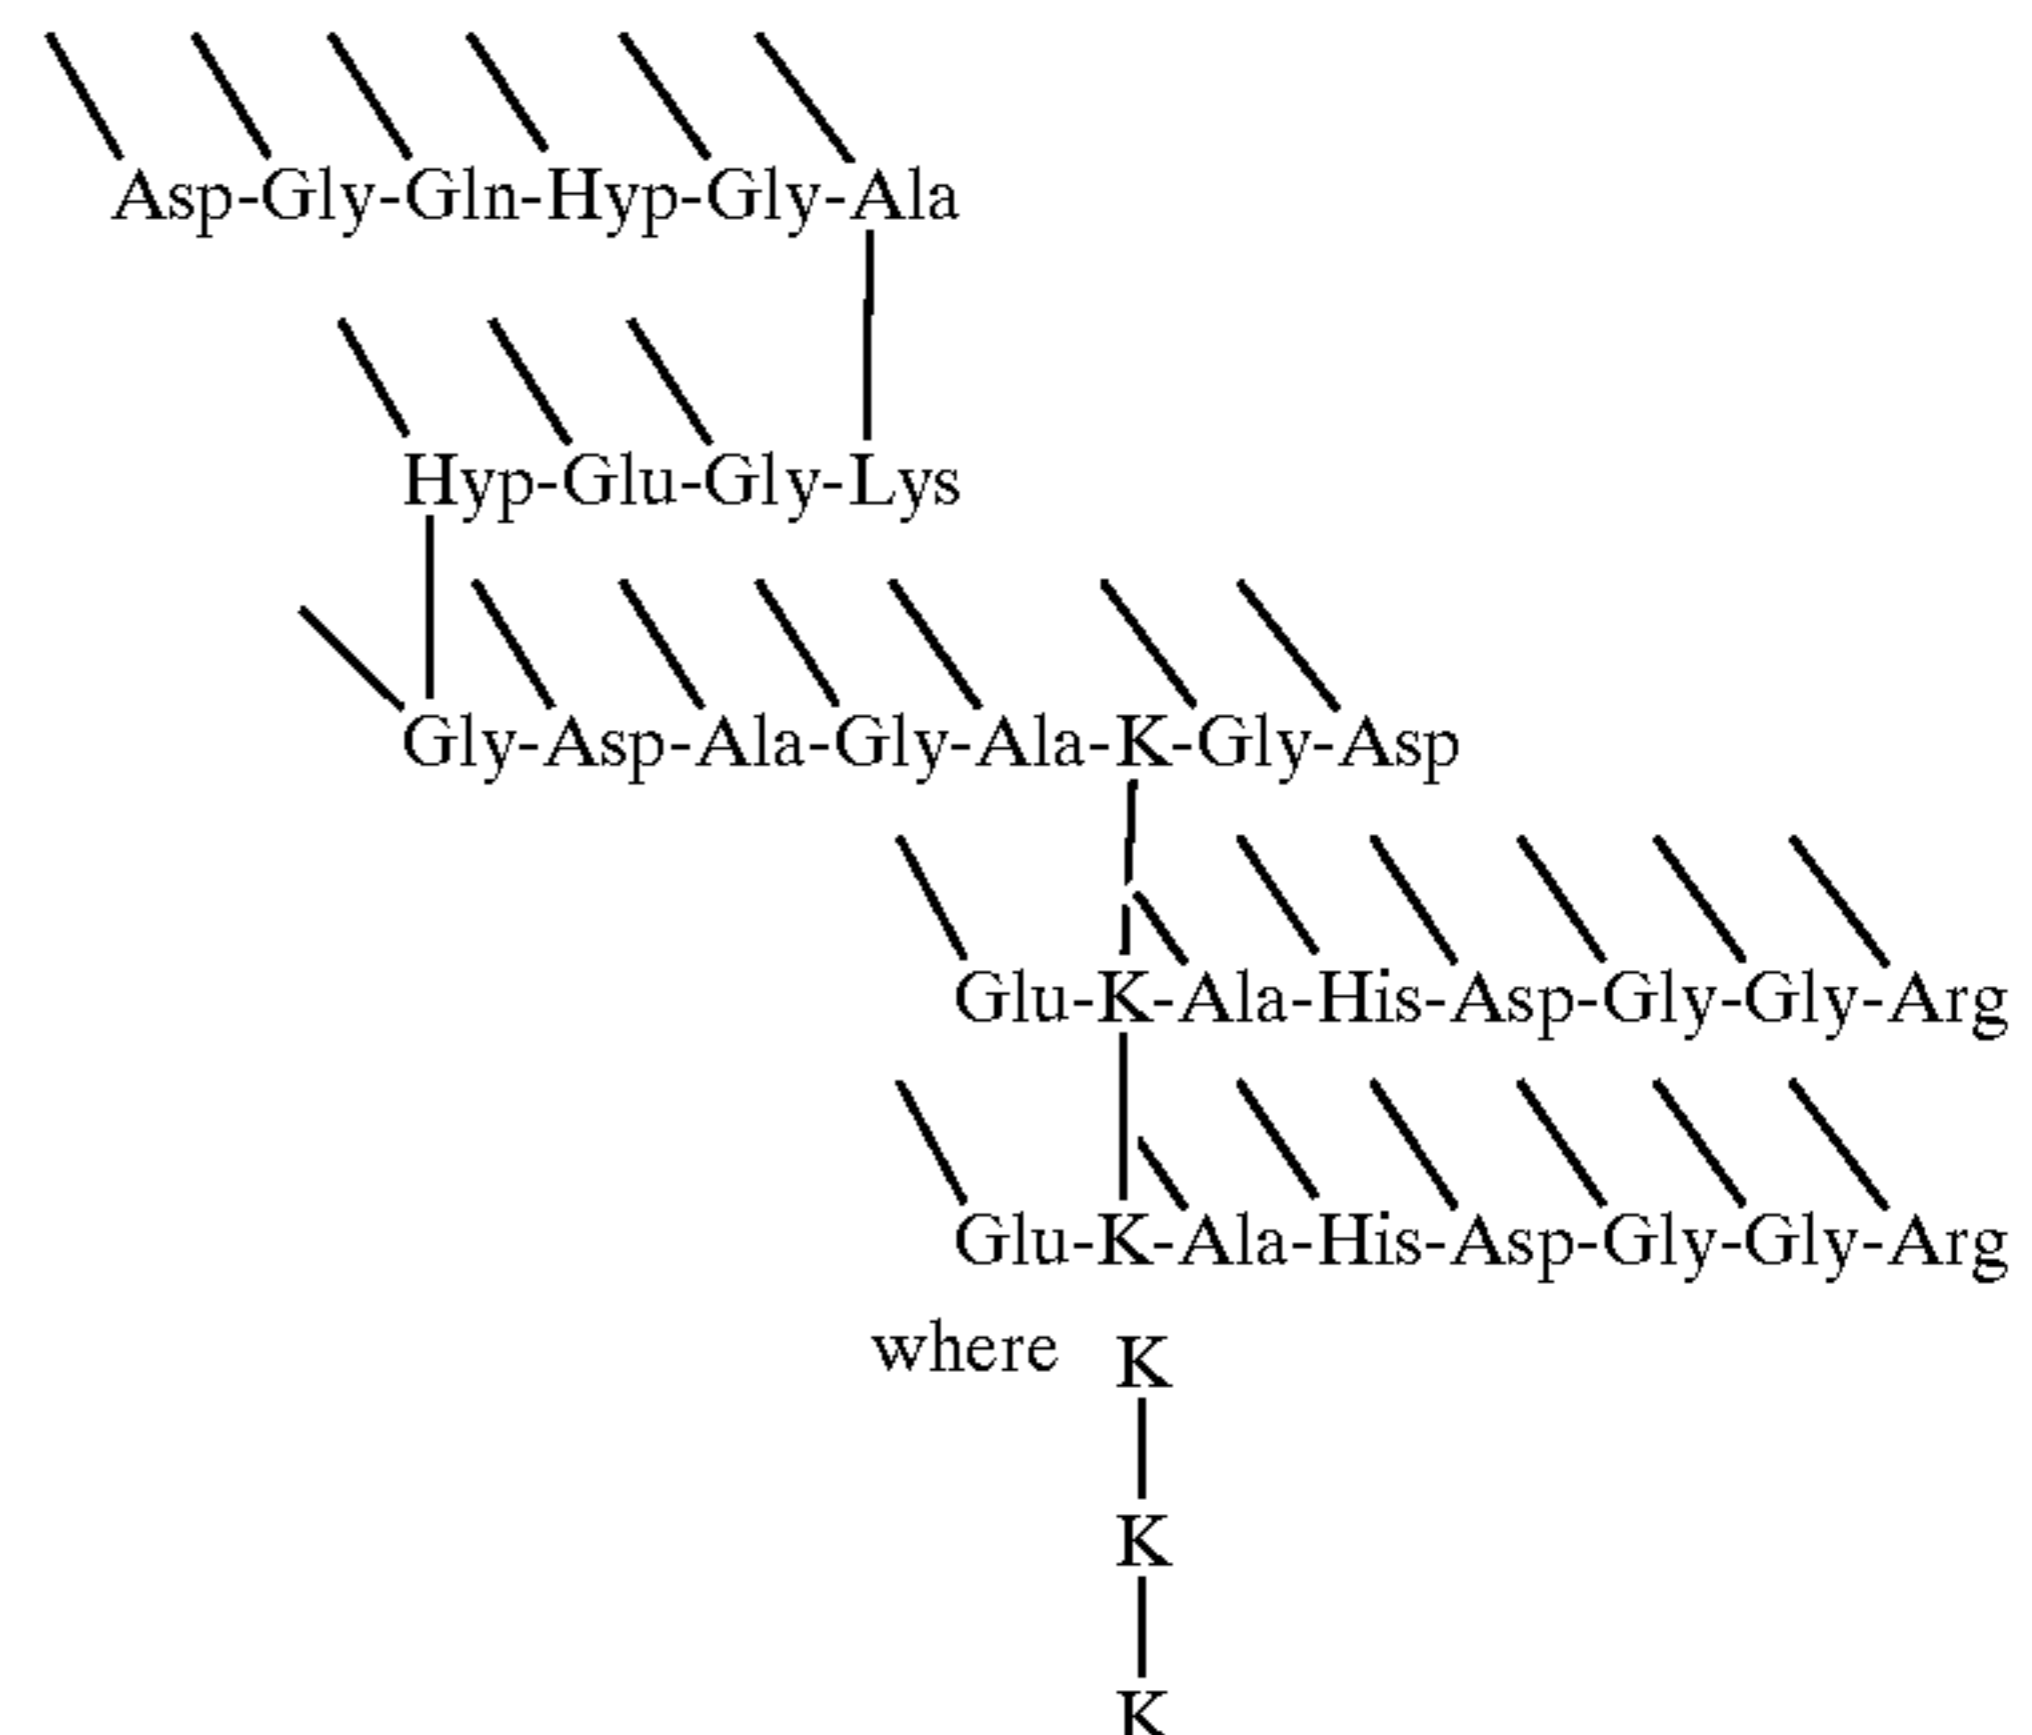 Asp-Gly-Gln-Hyp-Gly-Ala
Hyp-Glu-Gly-Lys
Gly-Asp-Ala-Gly-Ala-K-Gly-Asp
Glu-K-Ala-His-Asp-Gly-Gly-Arg
Glu-K-Ala-His-Asp-Gly-Gly-Arg
where K
K
K